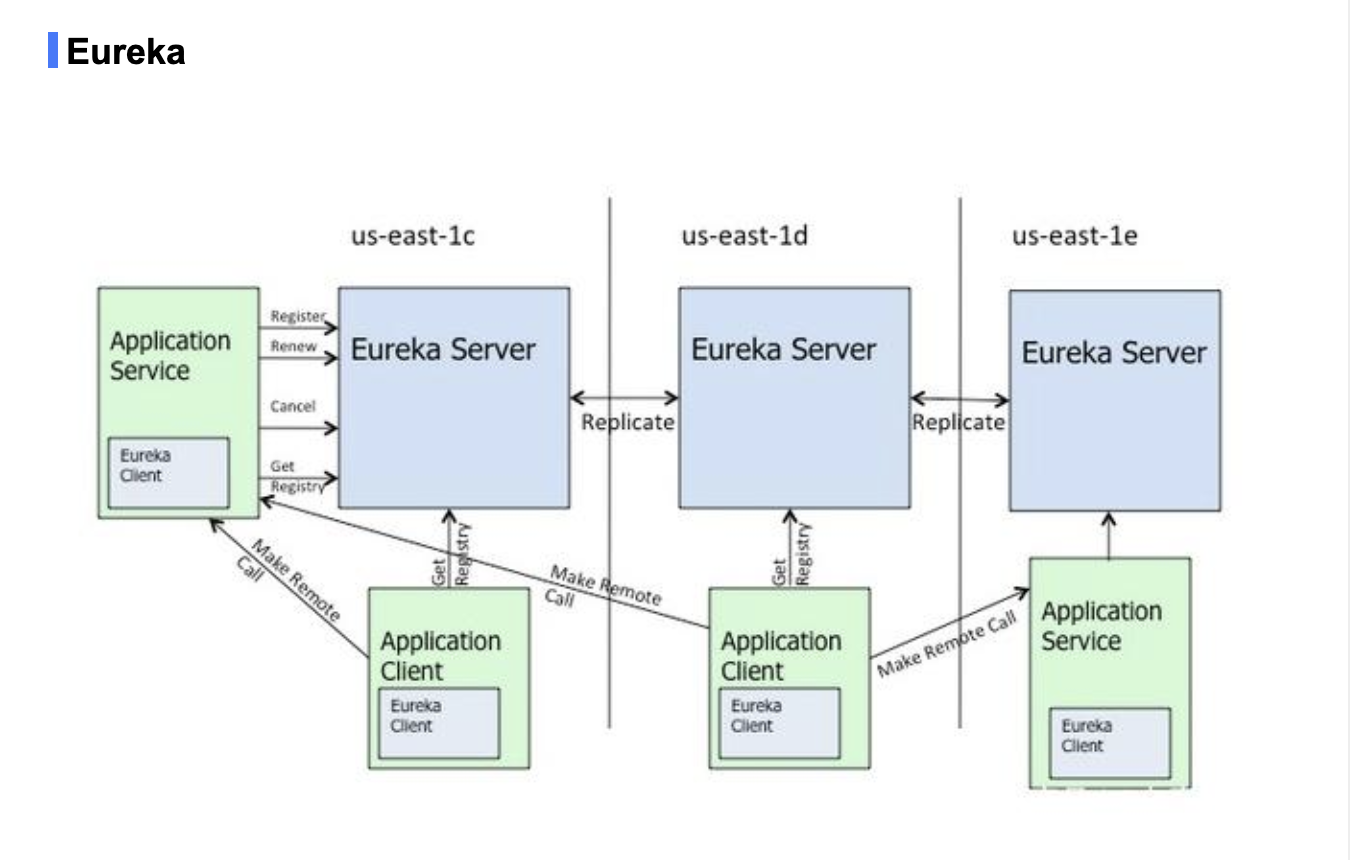 Eureka
us-east-1c
us-east-1d
us-east-1e
Application
Service
Eureka
Client
Register
Renew
Cancel
Get
Registry
Eureka Server
Replicate
Eureka Server
Replicate
Eureka Server
Make Remote
Call
Get
Registry
Make Remote
Call
Get
Registry
Make Remote Call
Application
Client
Eureka
Client
Application
Client
Eureka
Client
Application
Service
Eureka
Client